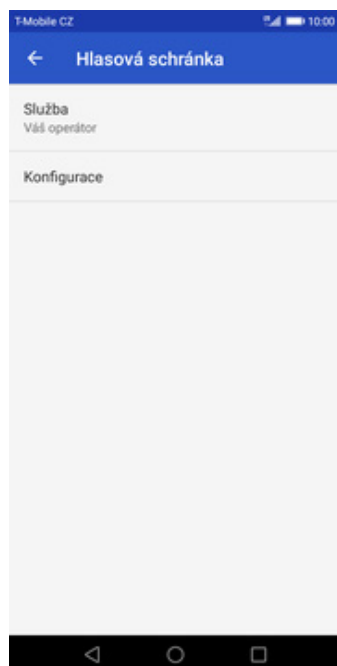 T-Mobile CZ 10:00
Hlasová schránka
Služba
Váš operátor
Konfigurace